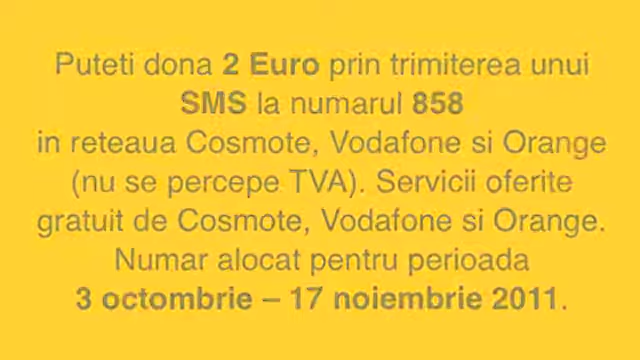 Puteti dona 2 Euro prin trimiterea unui
SMS la numarul 858
in reteaua Cosmote, Vodafone si Orange
(nu se percepe TVA). Servicii oferite
gratuit de Cosmote, Vodafone si Orange.
Numar alocat pentru perioada
3 octombrie – 17 noiembrie 2011.